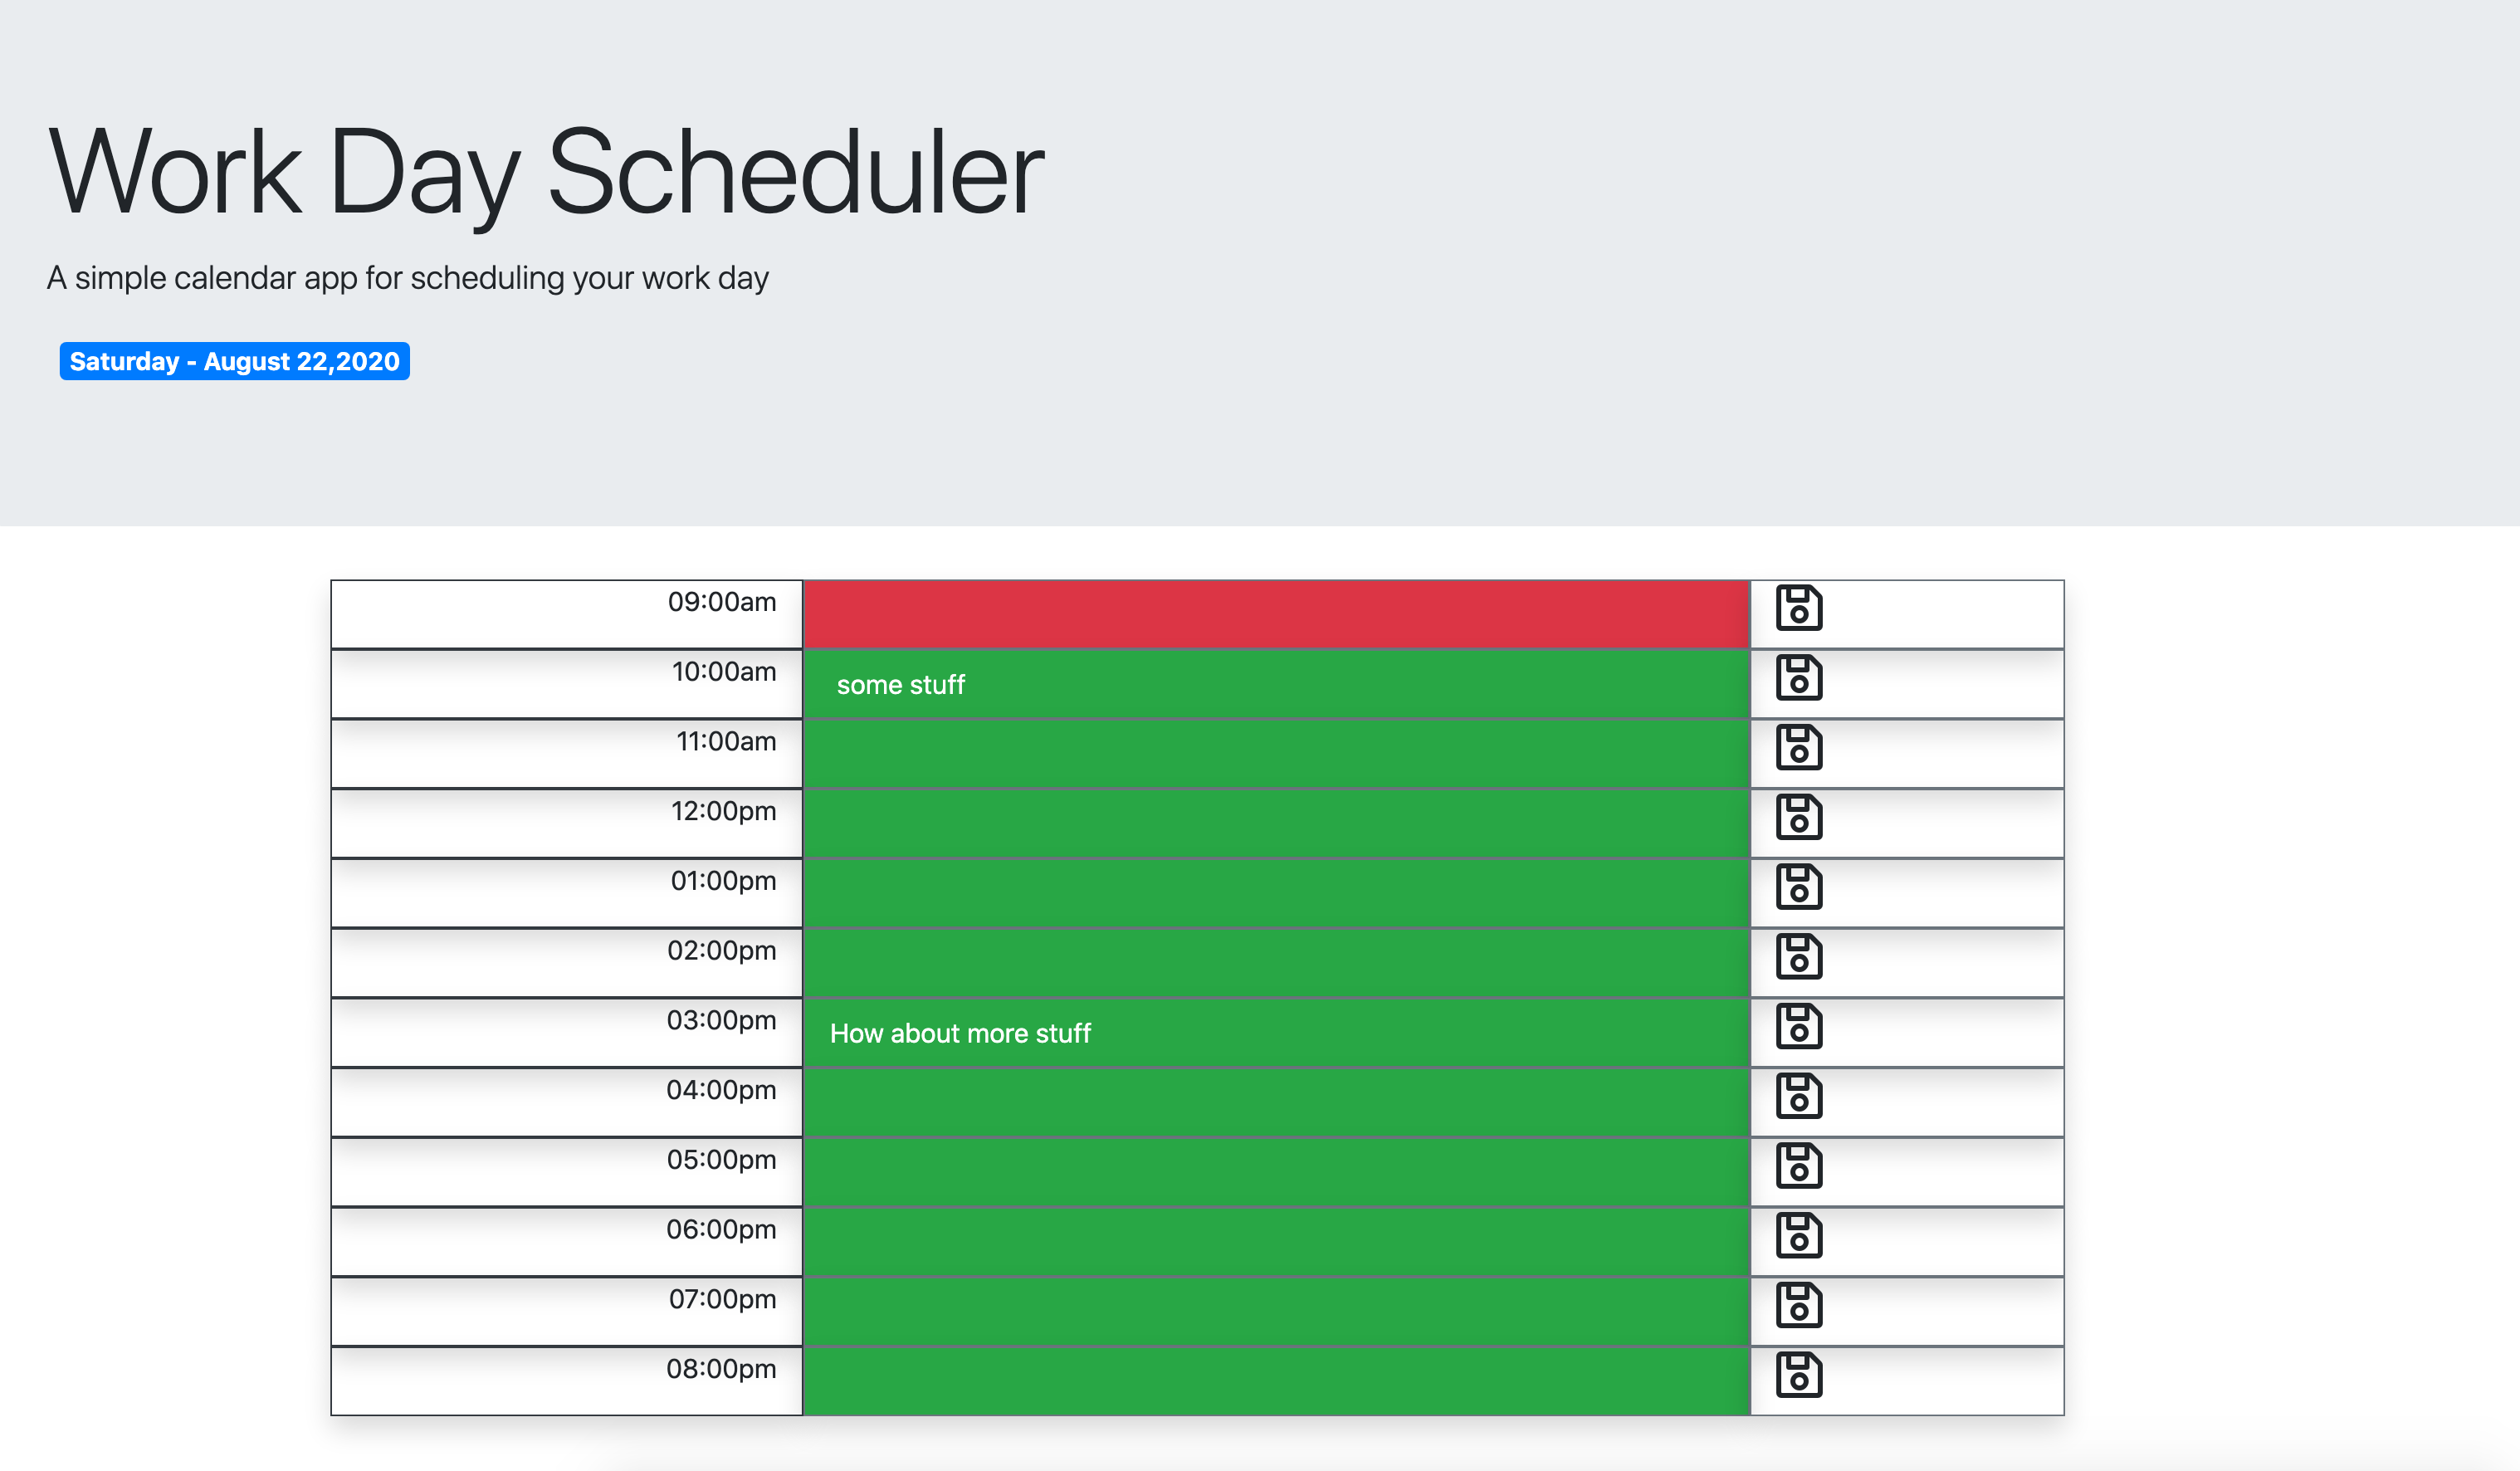 Work Day Scheduler
A simple calendar app for scheduling your work day
Saturday - August 22,2020
09:00am
10:00am some stuff
11:00am
12:00pm
01:00pm
02:00pm
03:00pm How about more stuff
04:00pm
05:00pm
06:00pm
07:00pm
08:00pm